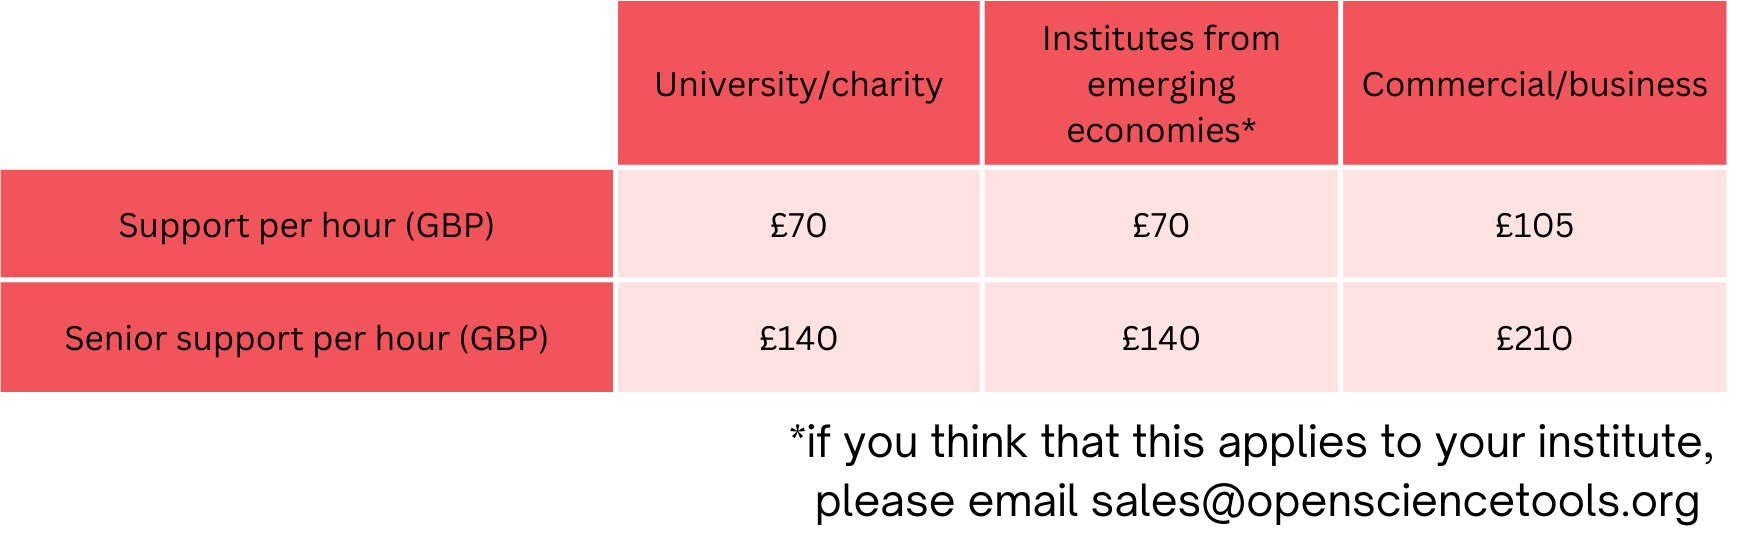 University/charity
Institutes from
emerging
economies*
Commercial/business
Support per hour (GBP)
£70
£70
£105
Senior support per hour (GBP)
£140
£140
£210
*if you think that this applies to your institute,
please email sales@opensciencetools.org